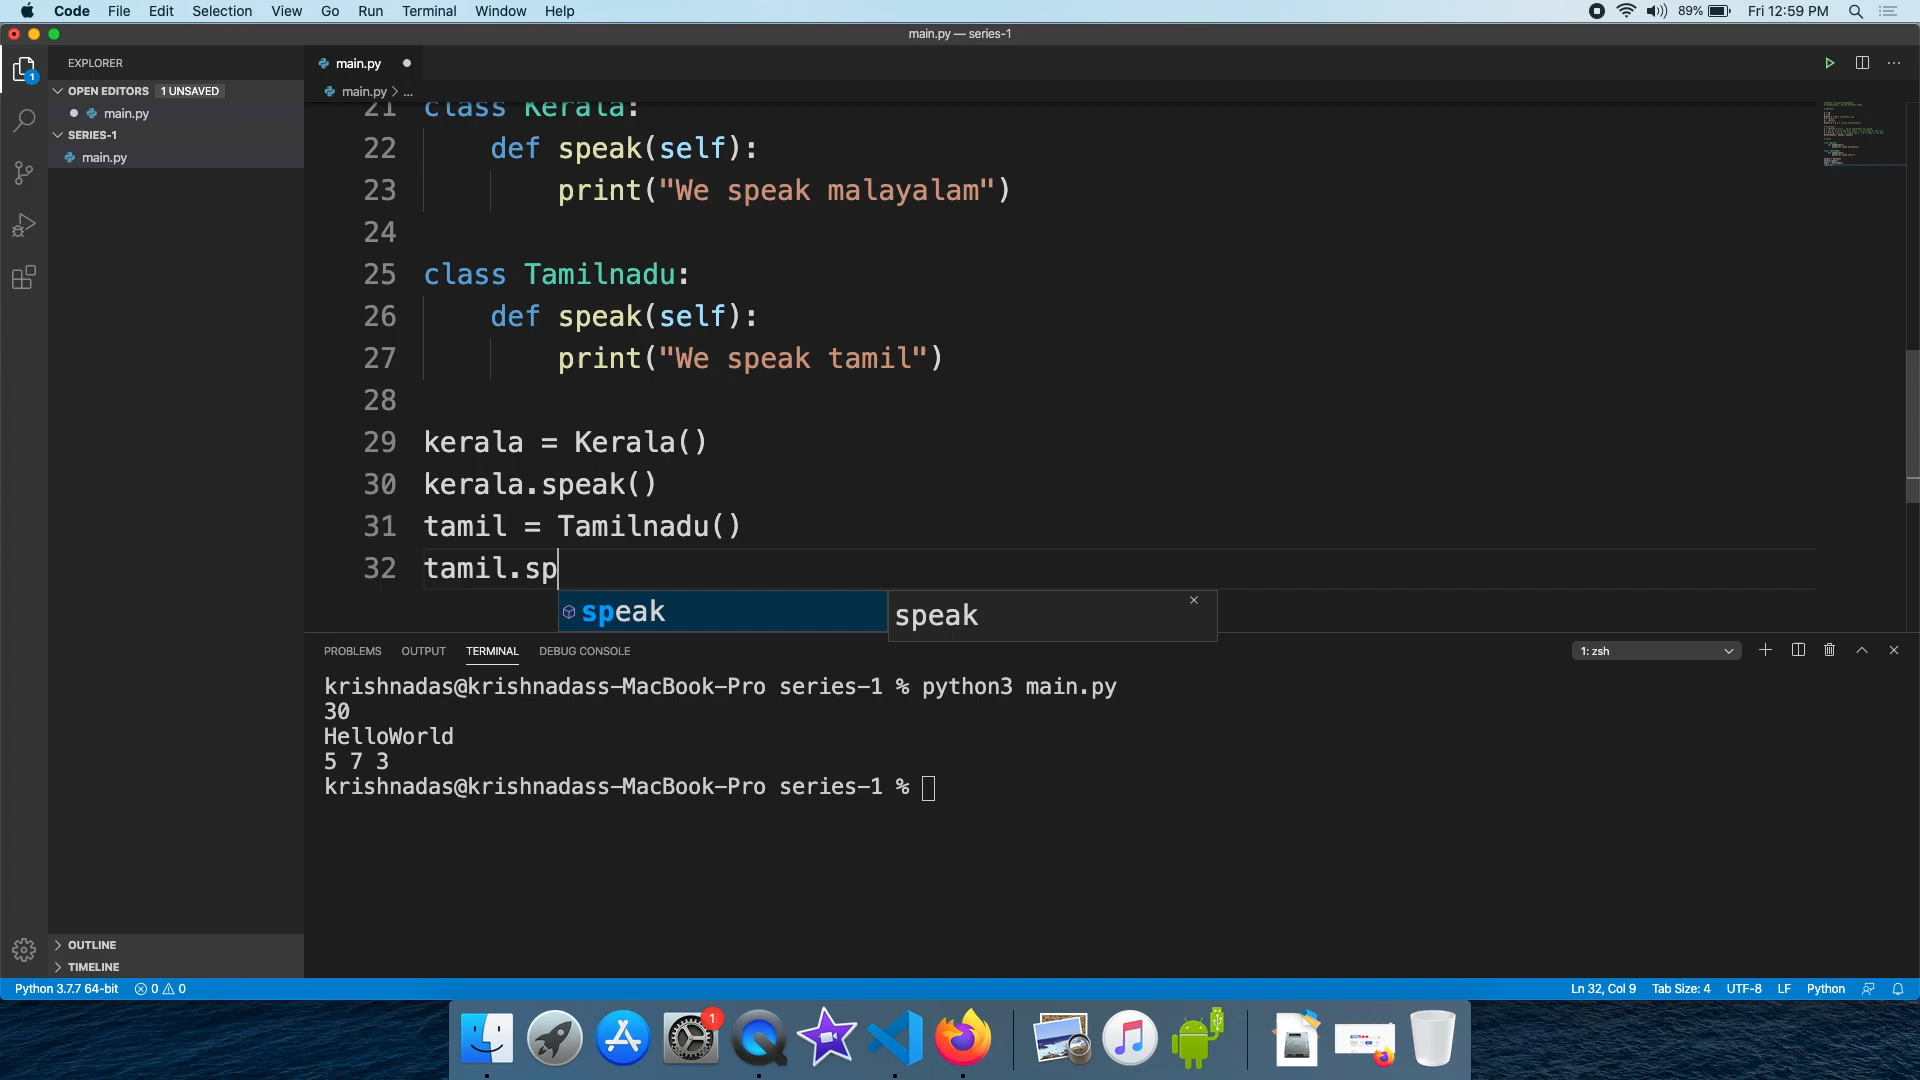 Code File Edit Selection View Go Run Terminal Window Help 89% Fri 12:59 PM
main.py — series-1
EXPLORER
OPEN EDITORS 1 UNSAVED
main.py
SERIES-1
main.py
OUTLINE
TIMELINE
main.py
main.py > ...
21 class Kerala:
22 def speak(self):
23 print("We speak malayalam")
24
25 class Tamilnadu:
26 def speak(self):
27 print("We speak tamil")
28
29 kerala = Kerala()
30 kerala.speak()
31 tamil = Tamilnadu()
32 tamil.sp
speak speak
PROBLEMS OUTPUT TERMINAL DEBUG CONSOLE 1: zsh
krishnadas@krishnadass-MacBook-Pro series-1 % python3 main.py
30
HelloWorld
5 7 3
krishnadas@krishnadass-MacBook-Pro series-1 %
Python 3.7.7 64-bit 0 0 Ln 32, Col 9 Tab Size: 4 UTF-8 LF Python
1
1